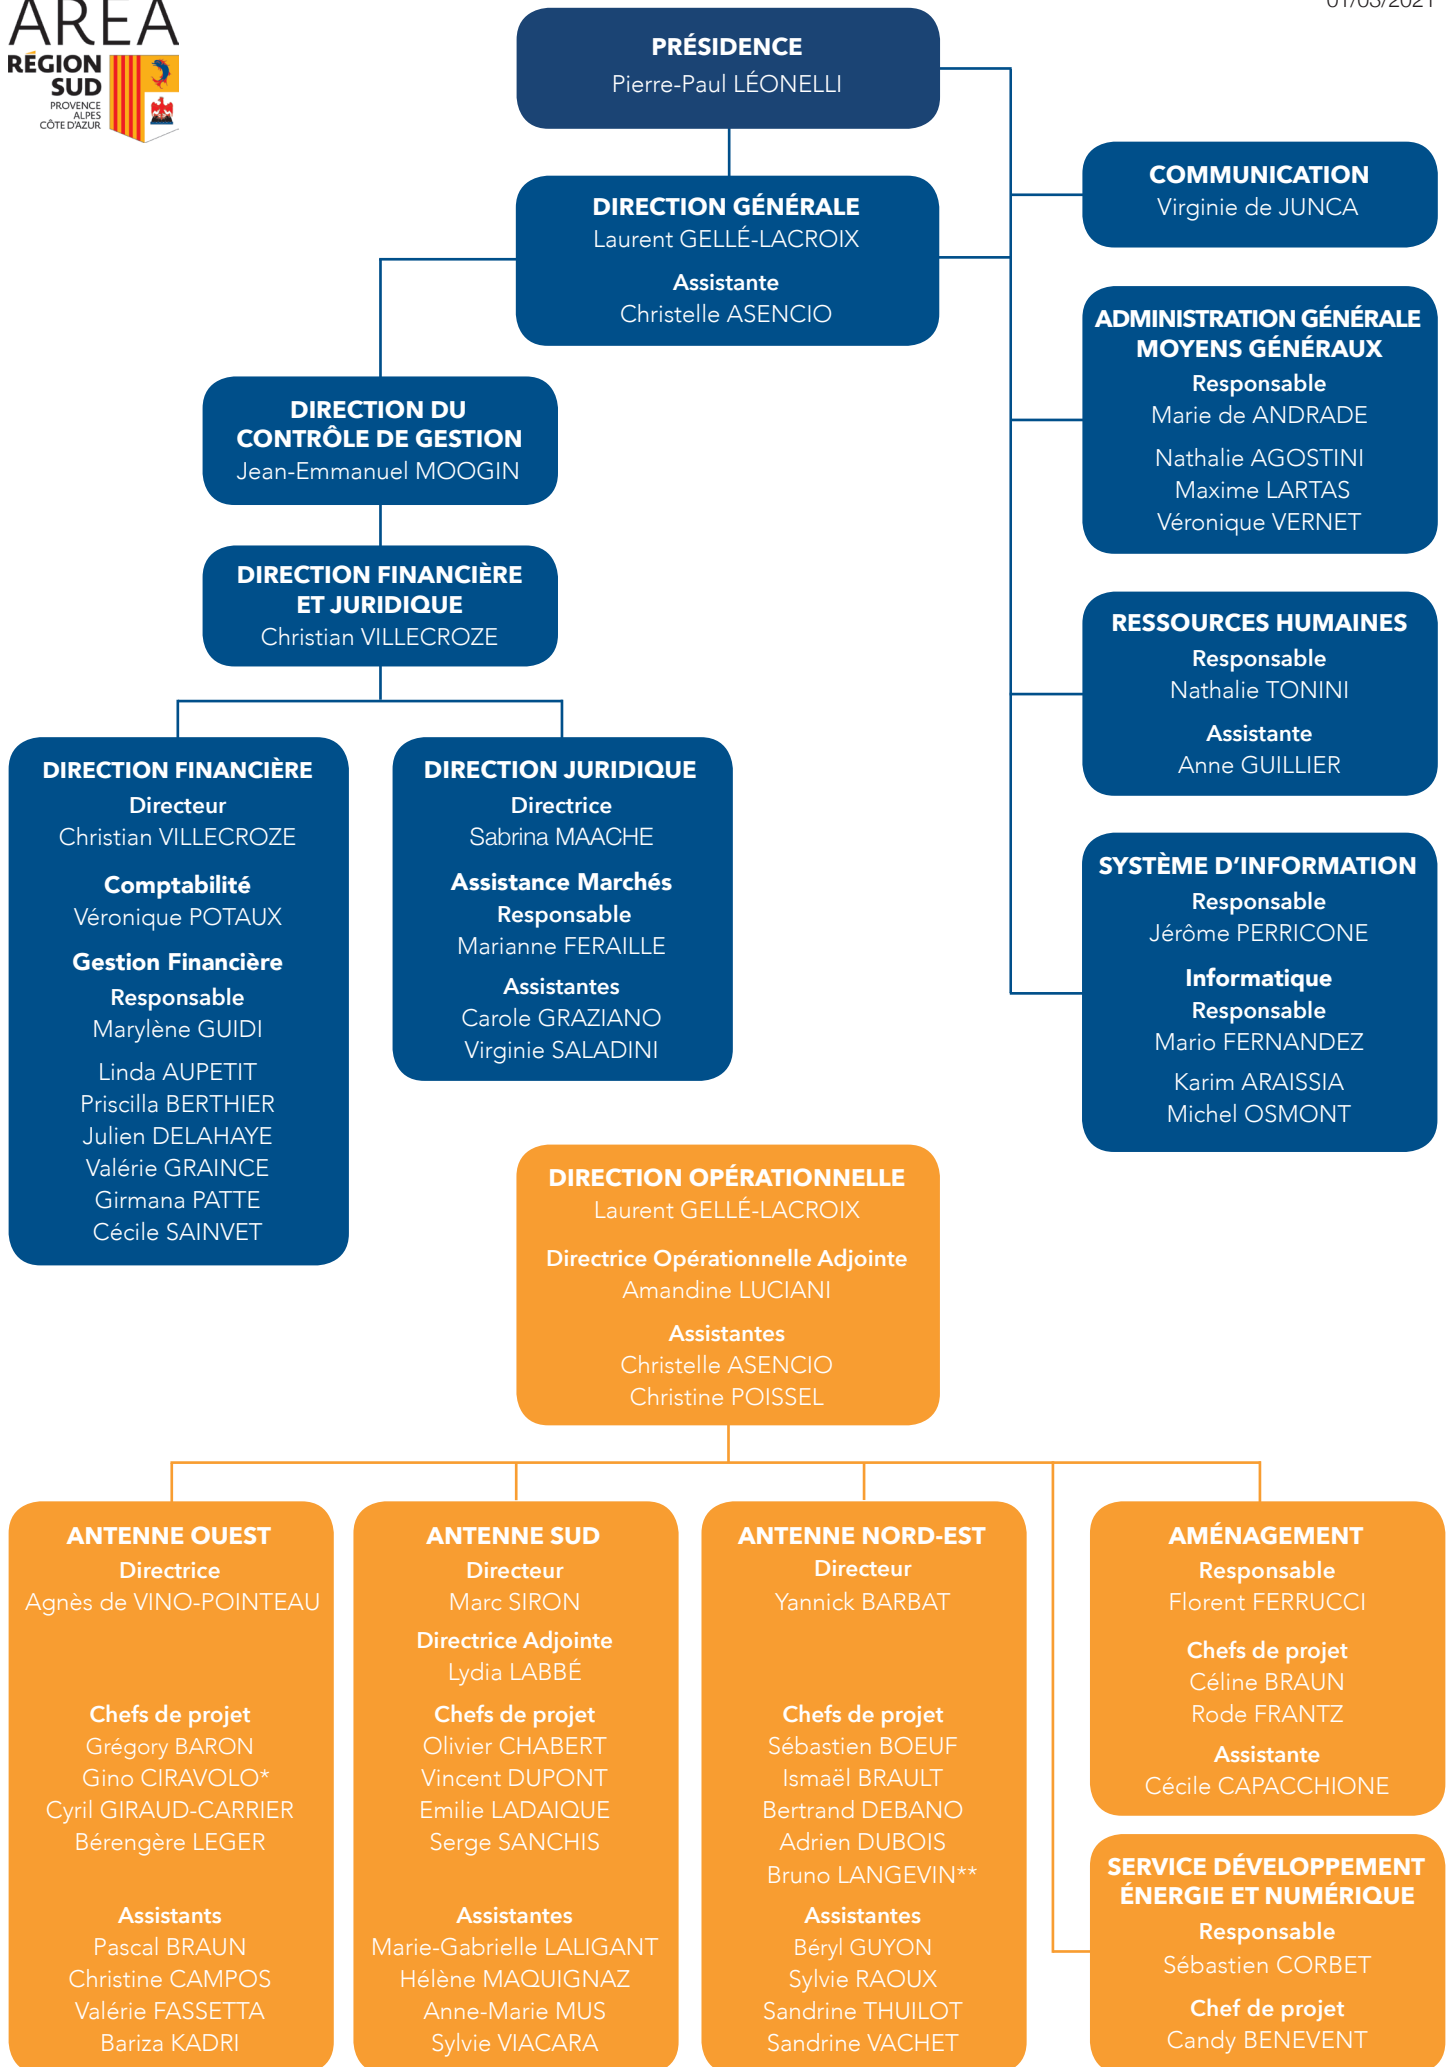 AREA
RÉGION
SUD
PROVENCE
ALPES
CÔTE D'AZUR
01/03/2021
PRÉSIDENCE
Pierre-Paul LÉONELLI
DIRECTION GÉNÉRALE
Laurent GELLÉ-LACROIX
Assistante
Christelle ASENCIO
COMMUNICATION
Virginie de JUNCA
ADMINISTRATION GÉNÉRALE
MOYENS GÉNÉRAUX
Responsable
Marie de ANDRADE
Nathalie AGOSTINI
Maxime LARTAS
Véronique VERNET
RESSOURCES HUMAINES
Responsable
Nathalie TONINI
Assistante
Anne GUILLIER
SYSTÈME D’INFORMATION
Responsable
Jérôme PERRICONE
Informatique
Responsable
Mario FERNANDEZ
Karim ARAISSIA
Michel OSMONT
DIRECTION DU
CONTRÔLE DE GESTION
Jean-Emmanuel MOOGIN
DIRECTION FINANCIÈRE
ET JURIDIQUE
Christian VILLECROZE
DIRECTION FINANCIÈRE
Directeur
Christian VILLECROZE
Comptabilité
Véronique POTAUX
Gestion Financière
Responsable
Marylène GUIDI
Linda AUPETIT
Priscilla BERTHIER
Julien DELAHAYE
Valérie GRAINCE
Girmana PATTE
Cécile SAINVET
DIRECTION JURIDIQUE
Directrice
Sabrina MAACHE
Assistance Marchés
Responsable
Marianne FERAILLE
Assistantes
Carole GRAZIANO
Virginie SALADINI
DIRECTION OPÉRATIONNELLE
Laurent GELLÉ-LACROIX
Directrice Opérationnelle Adjointe
Amandine LUCIANI
Assistantes
Christelle ASENCIO
Christine POISSEL
ANTENNE OUEST
Directrice
Agnès de VINO-POINTEAU
Chefs de projet
Grégory BARON
Gino CIRAVOLO*
Cyril GIRAUD-CARRIER
Bérengère LEGER
Assistants
Pascal BRAUN
Christine CAMPOS
Valérie FASSETTA
Bariza KADRI
ANTENNE SUD
Directeur
Marc SIRON
Directrice Adjointe
Lydia LABBÉ
Chefs de projet
Olivier CHABERT
Vincent DUPONT
Emilie LADAIQUE
Serge SANCHIS
Assistantes
Marie-Gabrielle LALIGANT
Hélène MAQUIGNAZ
Anne-Marie MUS
Sylvie VIACARA
ANTENNE NORD-EST
Directeur
Yannick BARBAT
Chefs de projet
Sébastien BOEUF
Ismaël BRAULT
Bertrand DEBANO
Adrien DUBOIS
Bruno LANGEVIN**
Assistantes
Béryl GUYON
Sylvie RAOUX
Sandrine THUILOT
Sandrine VACHET
AMÉNAGEMENT
Responsable
Florent FERRUCCI
Chefs de projet
Céline BRAUN
Rode FRANTZ
Assistante
Cécile CAPACCHIONE
SERVICE DÉVELOPPEMENT
ÉNERGIE ET NUMÉRIQUE
Responsable
Sébastien CORBET
Chef de projet
Candy BENEVENT